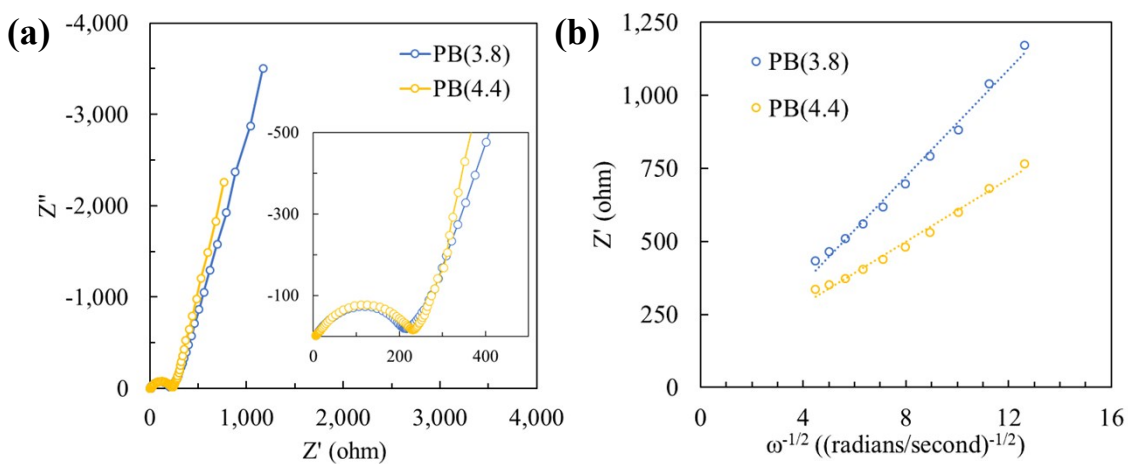 (a)
-4,000
-3,000
-2,000
-1,000
0
Z"
PB(3.8)
PB(4.4)
-500
-300
-100
0
200
400
0
1,000
2,000
3,000
4,000
Z' (ohm)
(b)
1,250
1,000
750
500
250
0
Z' (ohm)
PB(3.8)
PB(4.4)
0
4
8
12
16
ω-1/2 ((radians/second)-1/2)